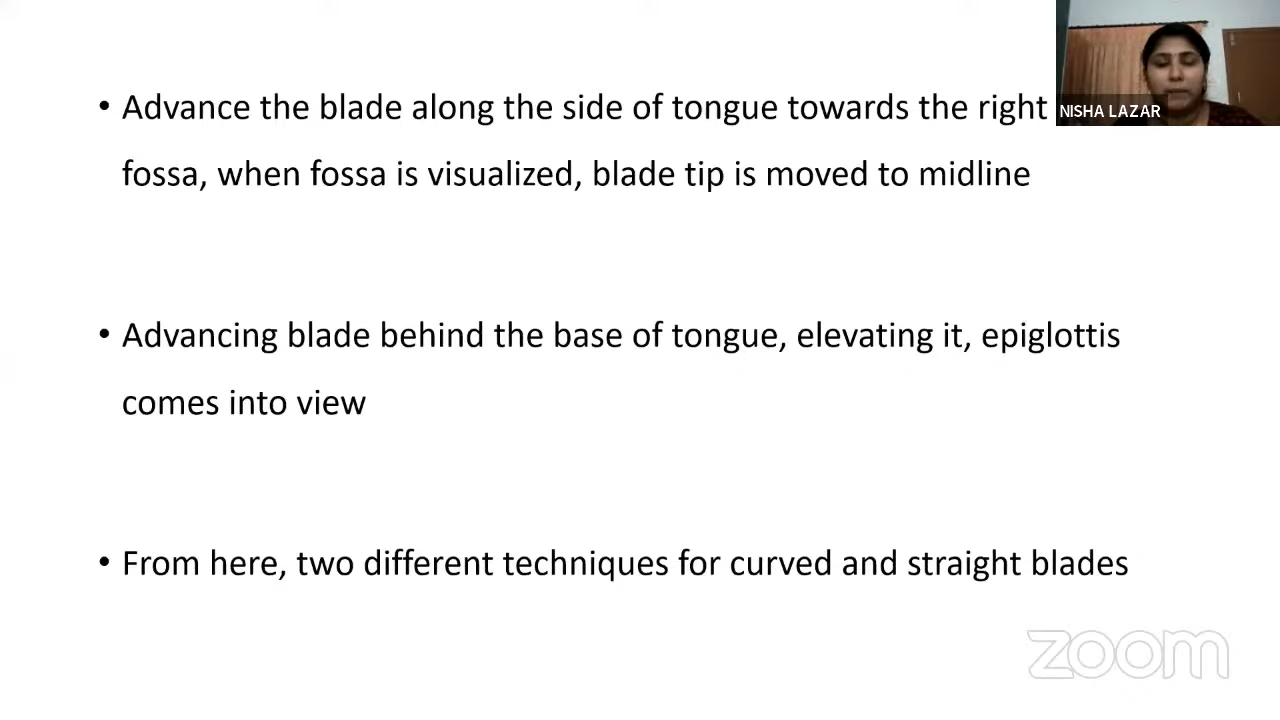 • Advance the blade along the side of tongue towards the right
fossa, when fossa is visualized, blade tip is moved to midline
• Advancing blade behind the base of tongue, elevating it, epiglottis
comes into view
• From here, two different techniques for curved and straight blades
NISHA LAZAR
zoom